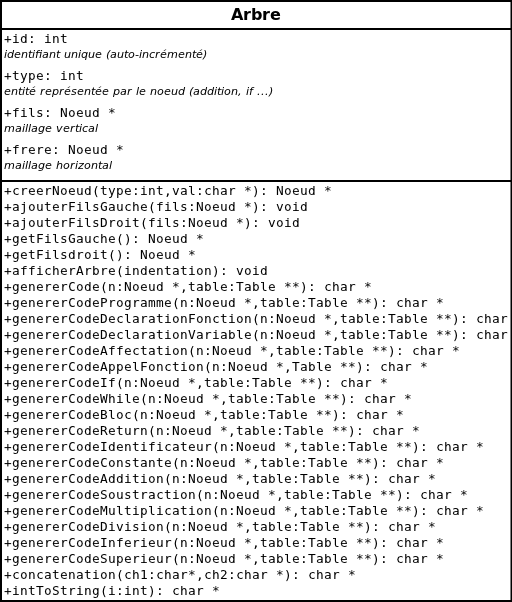 Arbre
+id: int
identifiant unique (auto-incrémenté)
+type: int
entité représentée par le noeud (addition, if ...)
+fils: Noeud *
maillage vertical
+frere: Noeud *
maillage horizontal
+creerNoeud(type:int,val:char *): Noeud *
+ajouterFilsGauche(fils:Noeud *): void
+ajouterFilsDroit(fils:Noeud *): void
+getFilsGauche(): Noeud *
+getFilsdroit(): Noeud *
+afficherArbre(indentation): void
+genererCode(n:Noeud *,table:Table **): char *
+genererCodeProgramme(n:Noeud *,table:Table **): char *
+genererCodeDeclarationFonction(n:Noeud *,table:Table **): char
+genererCodeDeclarationVariable(n:Noeud *,table:Table **): char
+genererCodeAffectation(n:Noeud *,table:Table **): char *
+genererCodeAppelFonction(n:Noeud *,Table **): char *
+genererCodeIf(n:Noeud *,table:Table **): char *
+genererCodeWhile(n:Noeud *,table:Table **): char *
+genererCodeBloc(n:Noeud *,table:Table **): char *
+genererCodeReturn(n:Noeud *,table:Table **): char *
+genererCodeIdentificateur(n:Noeud *,table:Table **): char *
+genererCodeConstante(n:Noeud *,table:Table **): char *
+genererCodeAddition(n:Noeud *,table:Table **): char *
+genererCodeSoustraction(n:Noeud *,table:Table **): char *
+genererCodeMultiplication(n:Noeud *,table:Table **): char *
+genererCodeDivision(n:Noeud *,table:Table **): char *
+genererCodeInferieur(n:Noeud *,table:Table **): char *
+genererCodeSuperieur(n:Noeud *,table:Table **): char *
+concatenation(ch1:char*,ch2:char *): char *
+intToString(i:int): char *